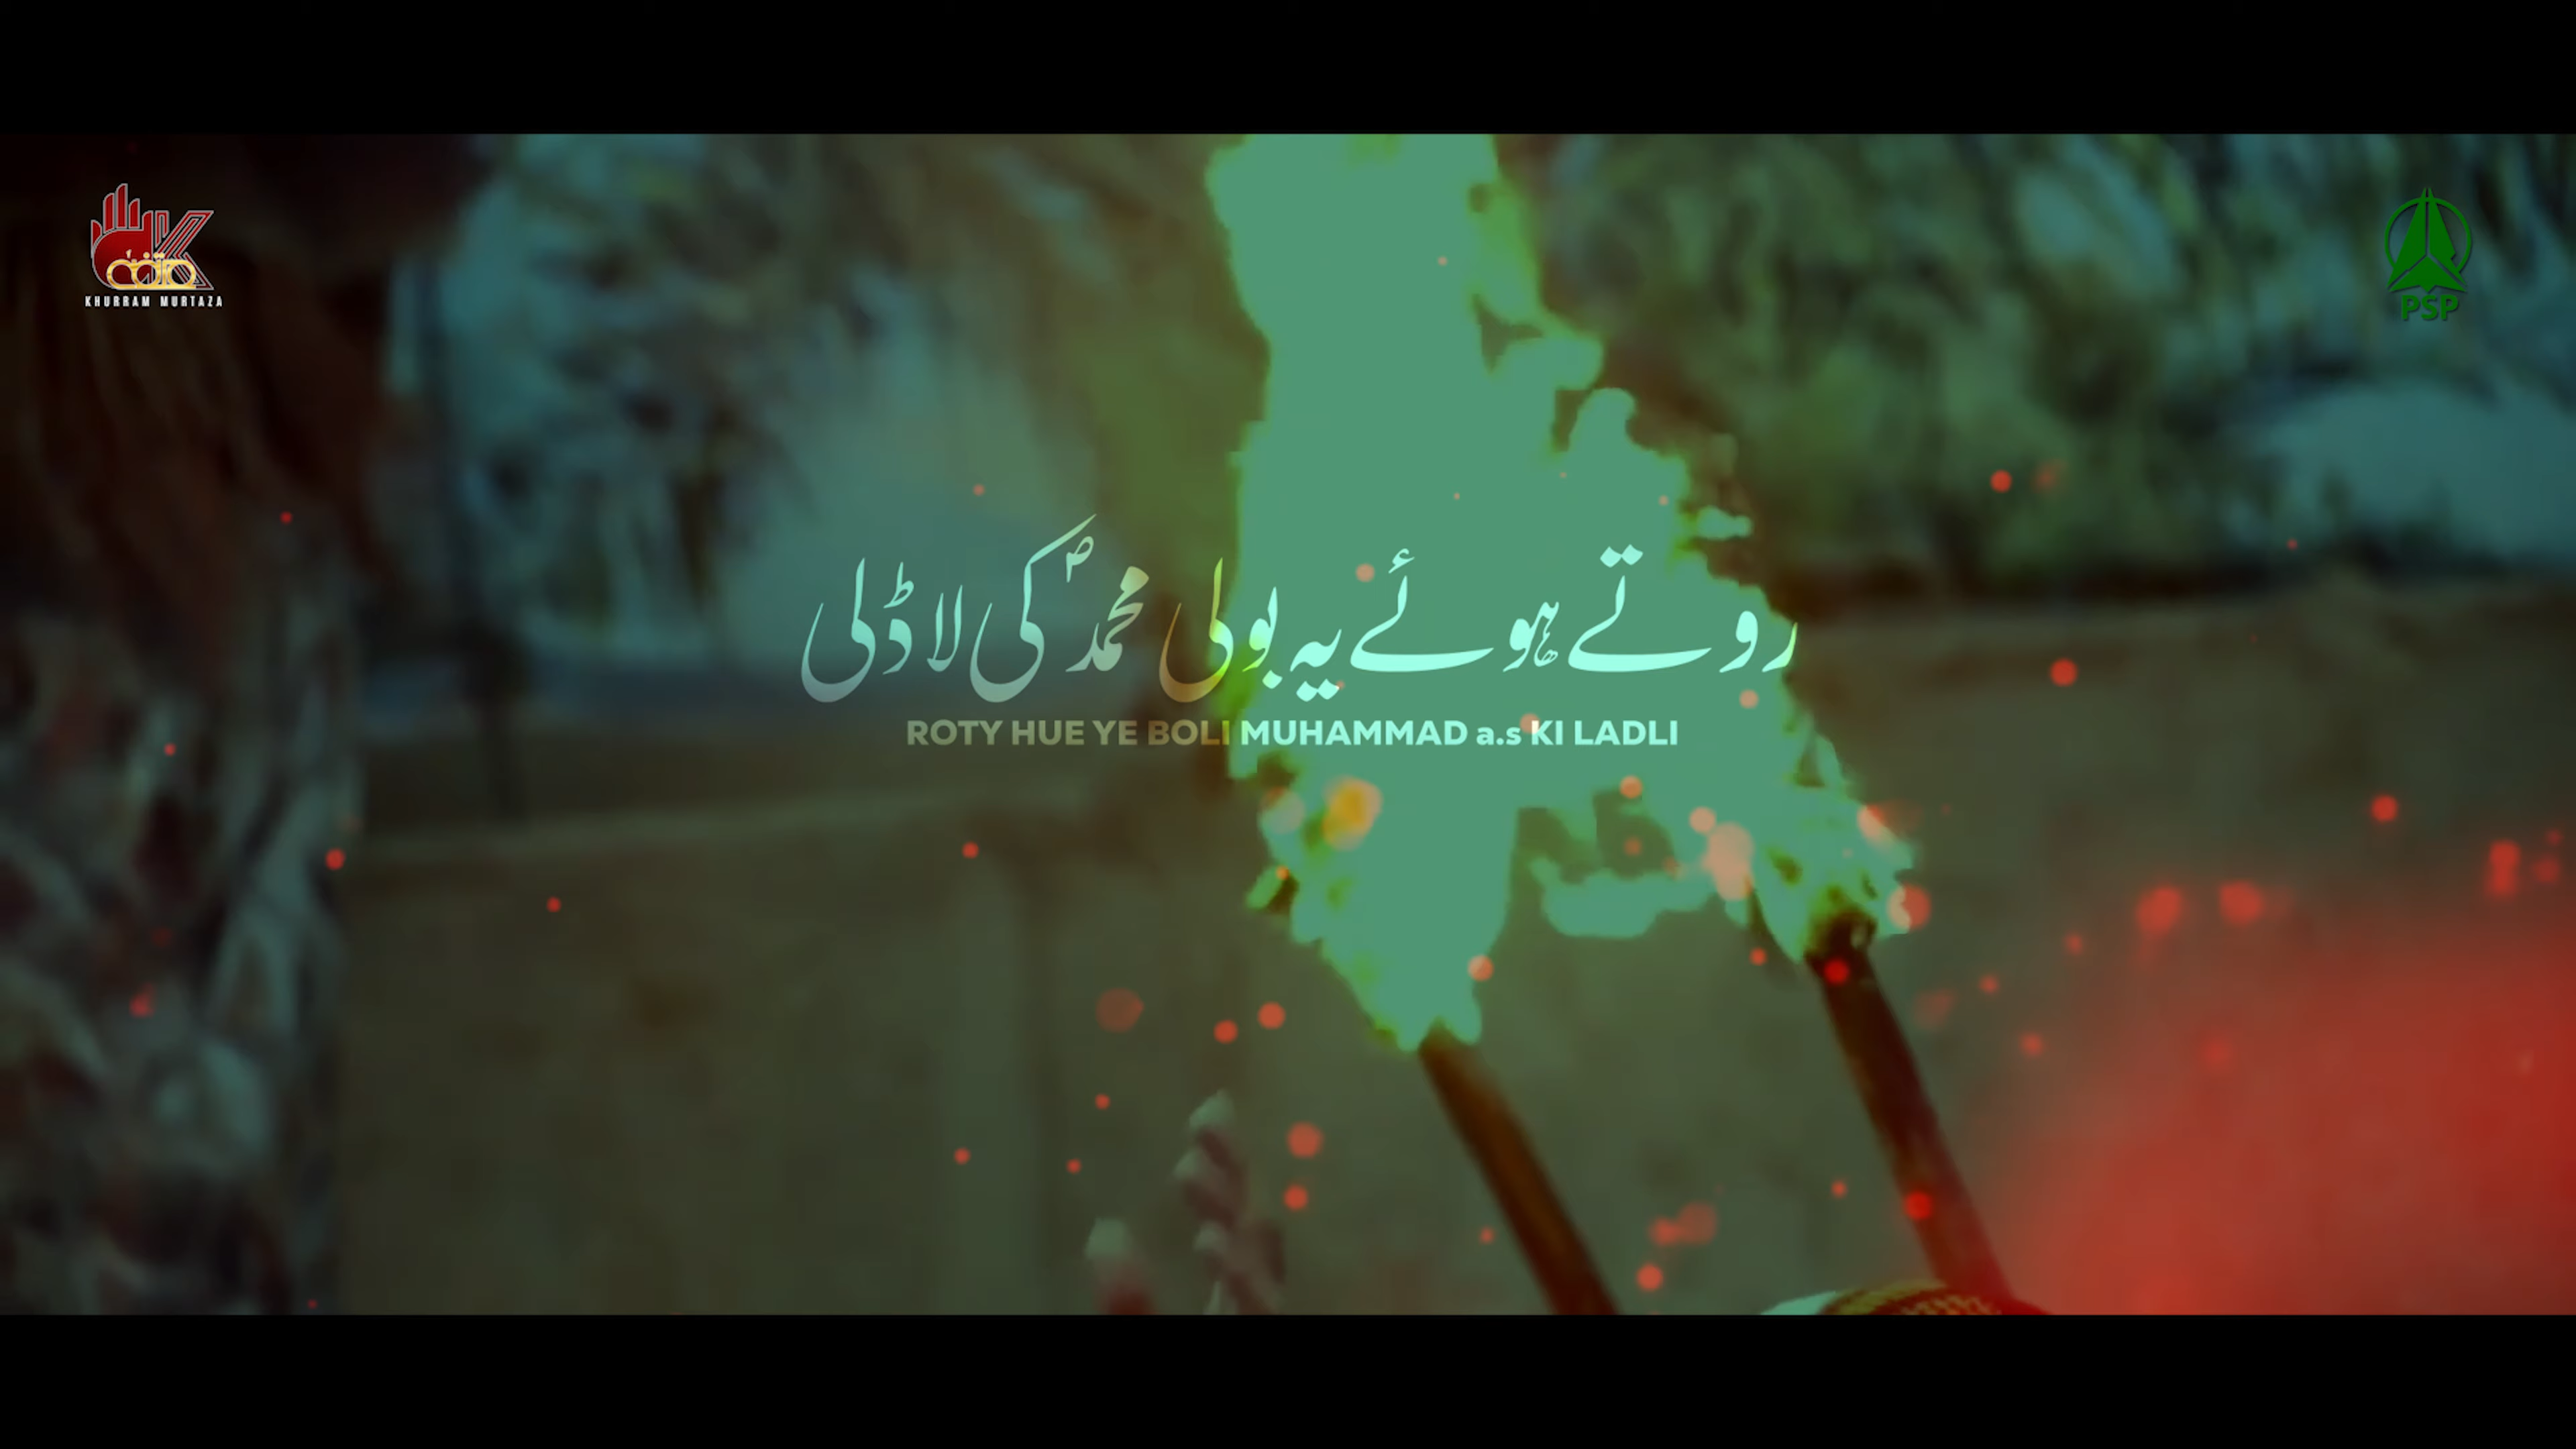 KHURRAM MURTAZA
PSP
روتے ہوئے یہ بولی محمدؐ کی لاڈلی
ROTY HUE YE BOLI MUHAMMAD a.s KI LADLI